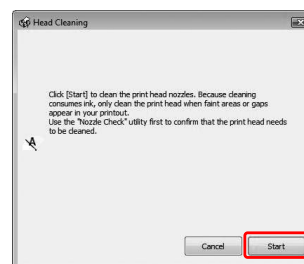 Head Cleaning
Click [Start] to clean the print head nozzles. Because cleaning
consumes ink, only clean the print head when faint areas or gaps
appear in your printout.
Use the "Nozzle Check" utility first to confirm that the print head needs
to be cleaned.
A
Cancel
Start